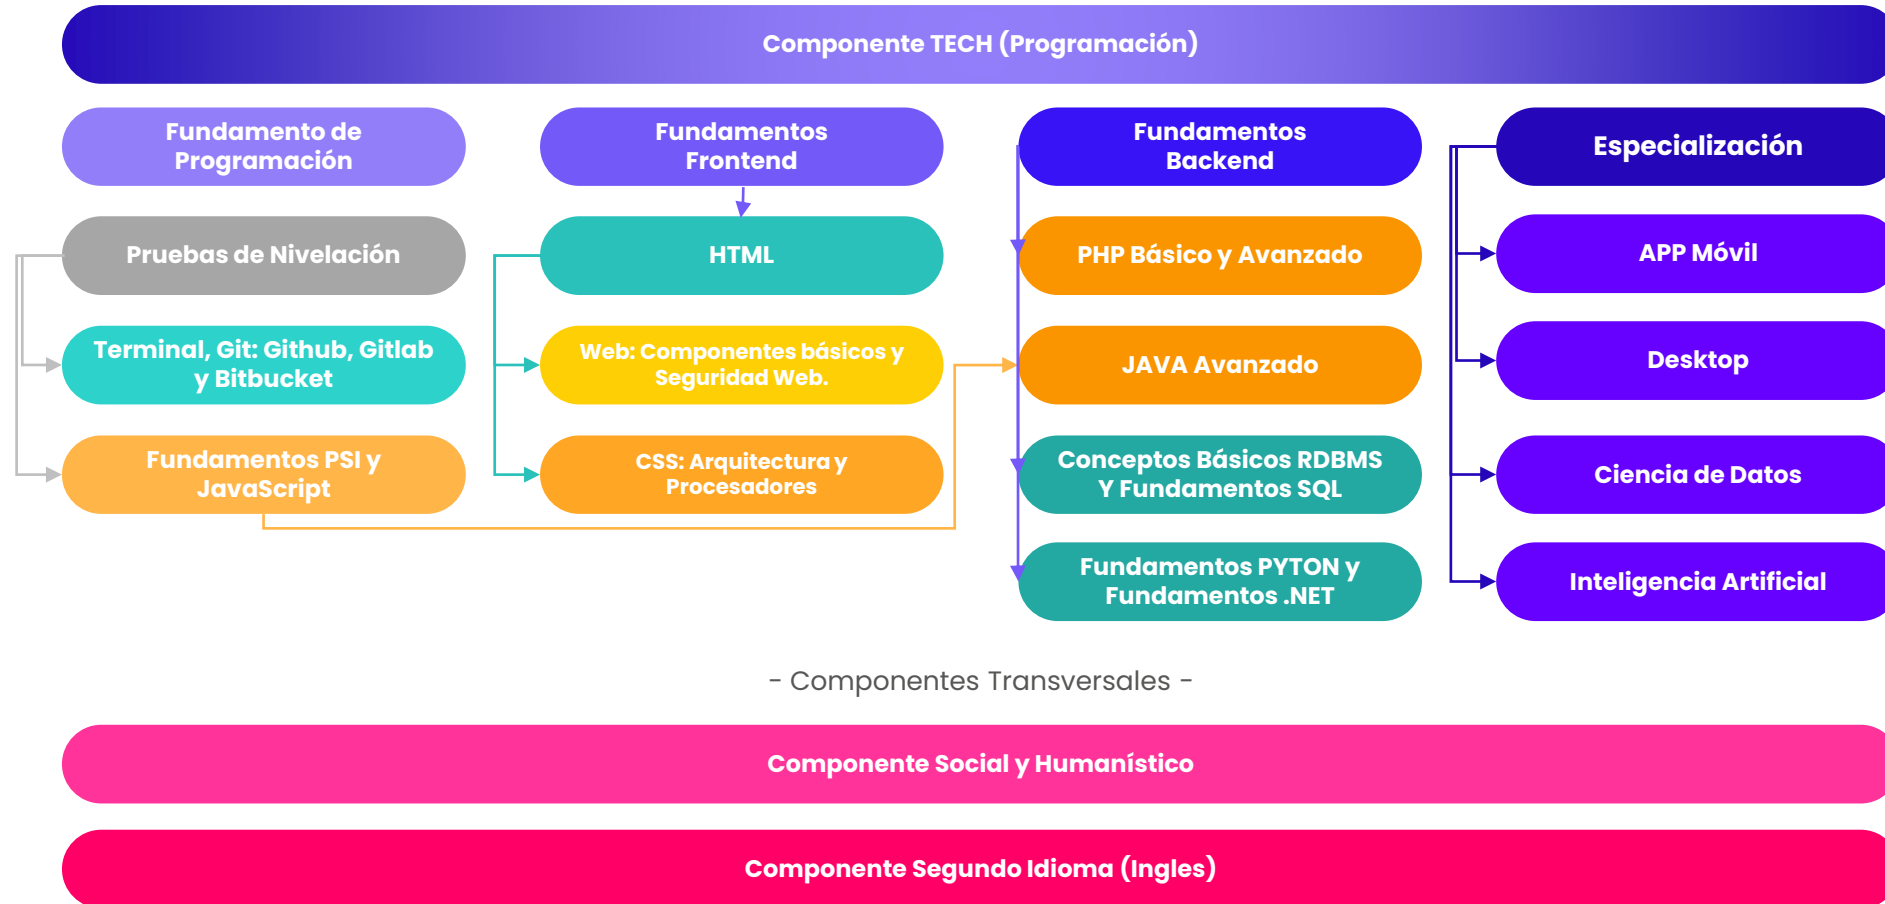 Componente TECH (Programación)
Fundamento de
Programación
Pruebas de Nivelación
Terminal, Git: Github, Gitlab
y Bitbucket
Fundamentos PSI y
JavaScript
Fundamentos
Frontend
HTML
Web: Componentes básicos y
Seguridad Web.
CSS: Arquitectura y
Procesadores
Fundamentos
Backend
PHP Básico y Avanzado
JAVA Avanzado
Conceptos Básicos RDBMS
Y Fundamentos SQL
Fundamentos PYTON y
Fundamentos .NET
Especialización
APP Móvil
Desktop
Ciencia de Datos
Inteligencia Artificial
- Componentes Transversales -
Componente Social y Humanístico
Componente Segundo Idioma (Ingles)